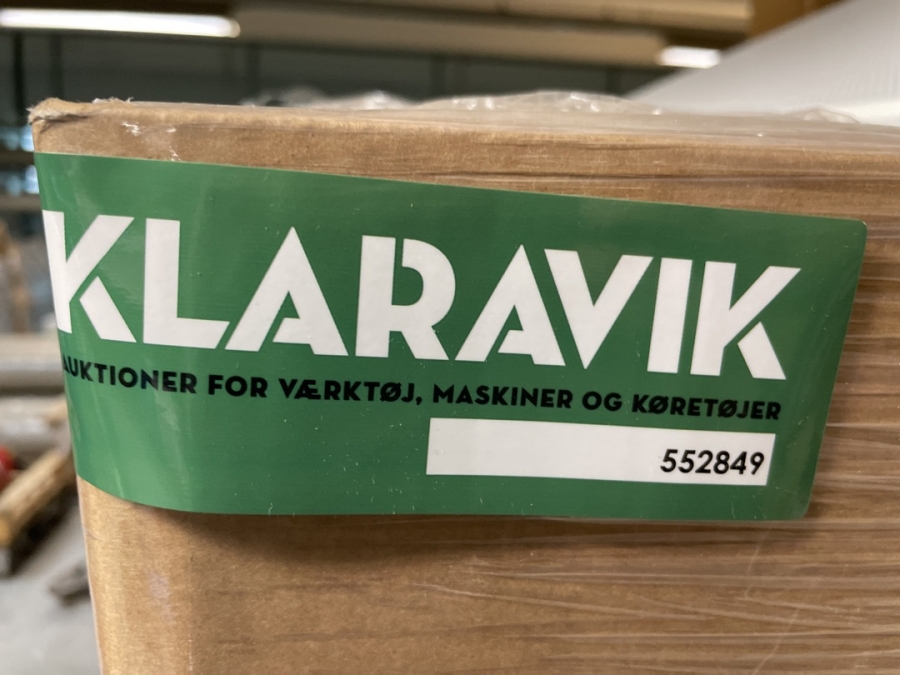 KLARAVIK
AUKTIONER FOR VÆRKTØJ, MASKINER OG KØRETØJER
552849